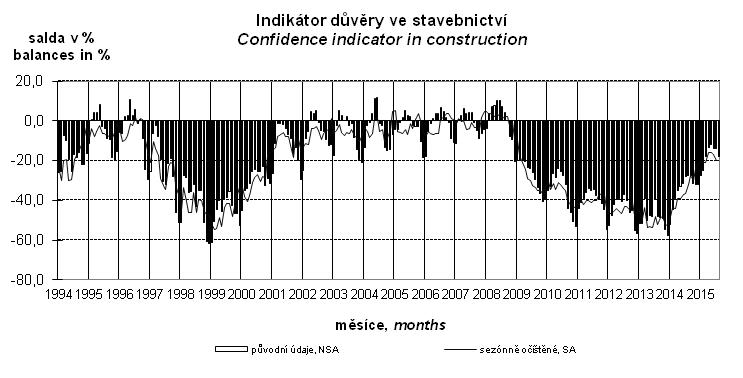 Indikátor důvěry ve stavebnictví
Confidence indicator in construction
salda v %
balances in %
20,0
0,0
-20,0
-40,0
-60,0
-80,0
1994 1995 1996 1997 1998 1999 2000 2001 2002 2003 2004 2005 2006 2007 2008 2009 2010 2011 2012 2013 2014 2015
měsíce, months
původní údaje, NSA
sezónně očištěné, SA